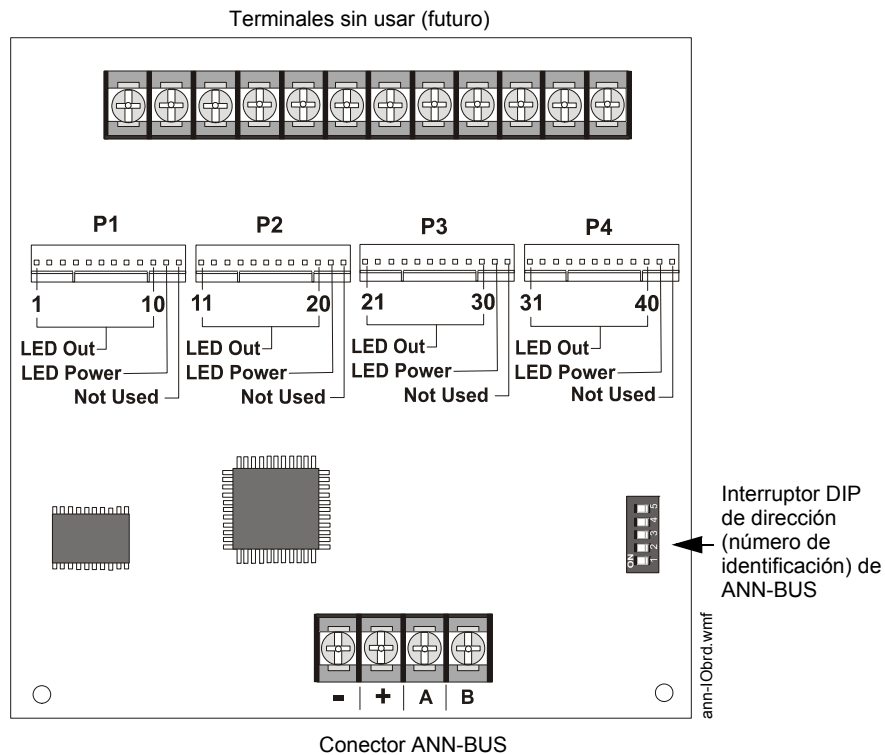 Terminales sin usar (futuro)
P1 P2 P3 P4
1 10 11 20 21 30 31 40
LED Out LED Out LED Out LED Out
LED Power LED Power LED Power LED Power
Not Used Not Used Not Used Not Used
ON 1 2 3 4 5
Interruptor DIP
de dirección
(número de
identificación) de
ANN-BUS
ann-IObrd.wmf
- + A B
Conector ANN-BUS